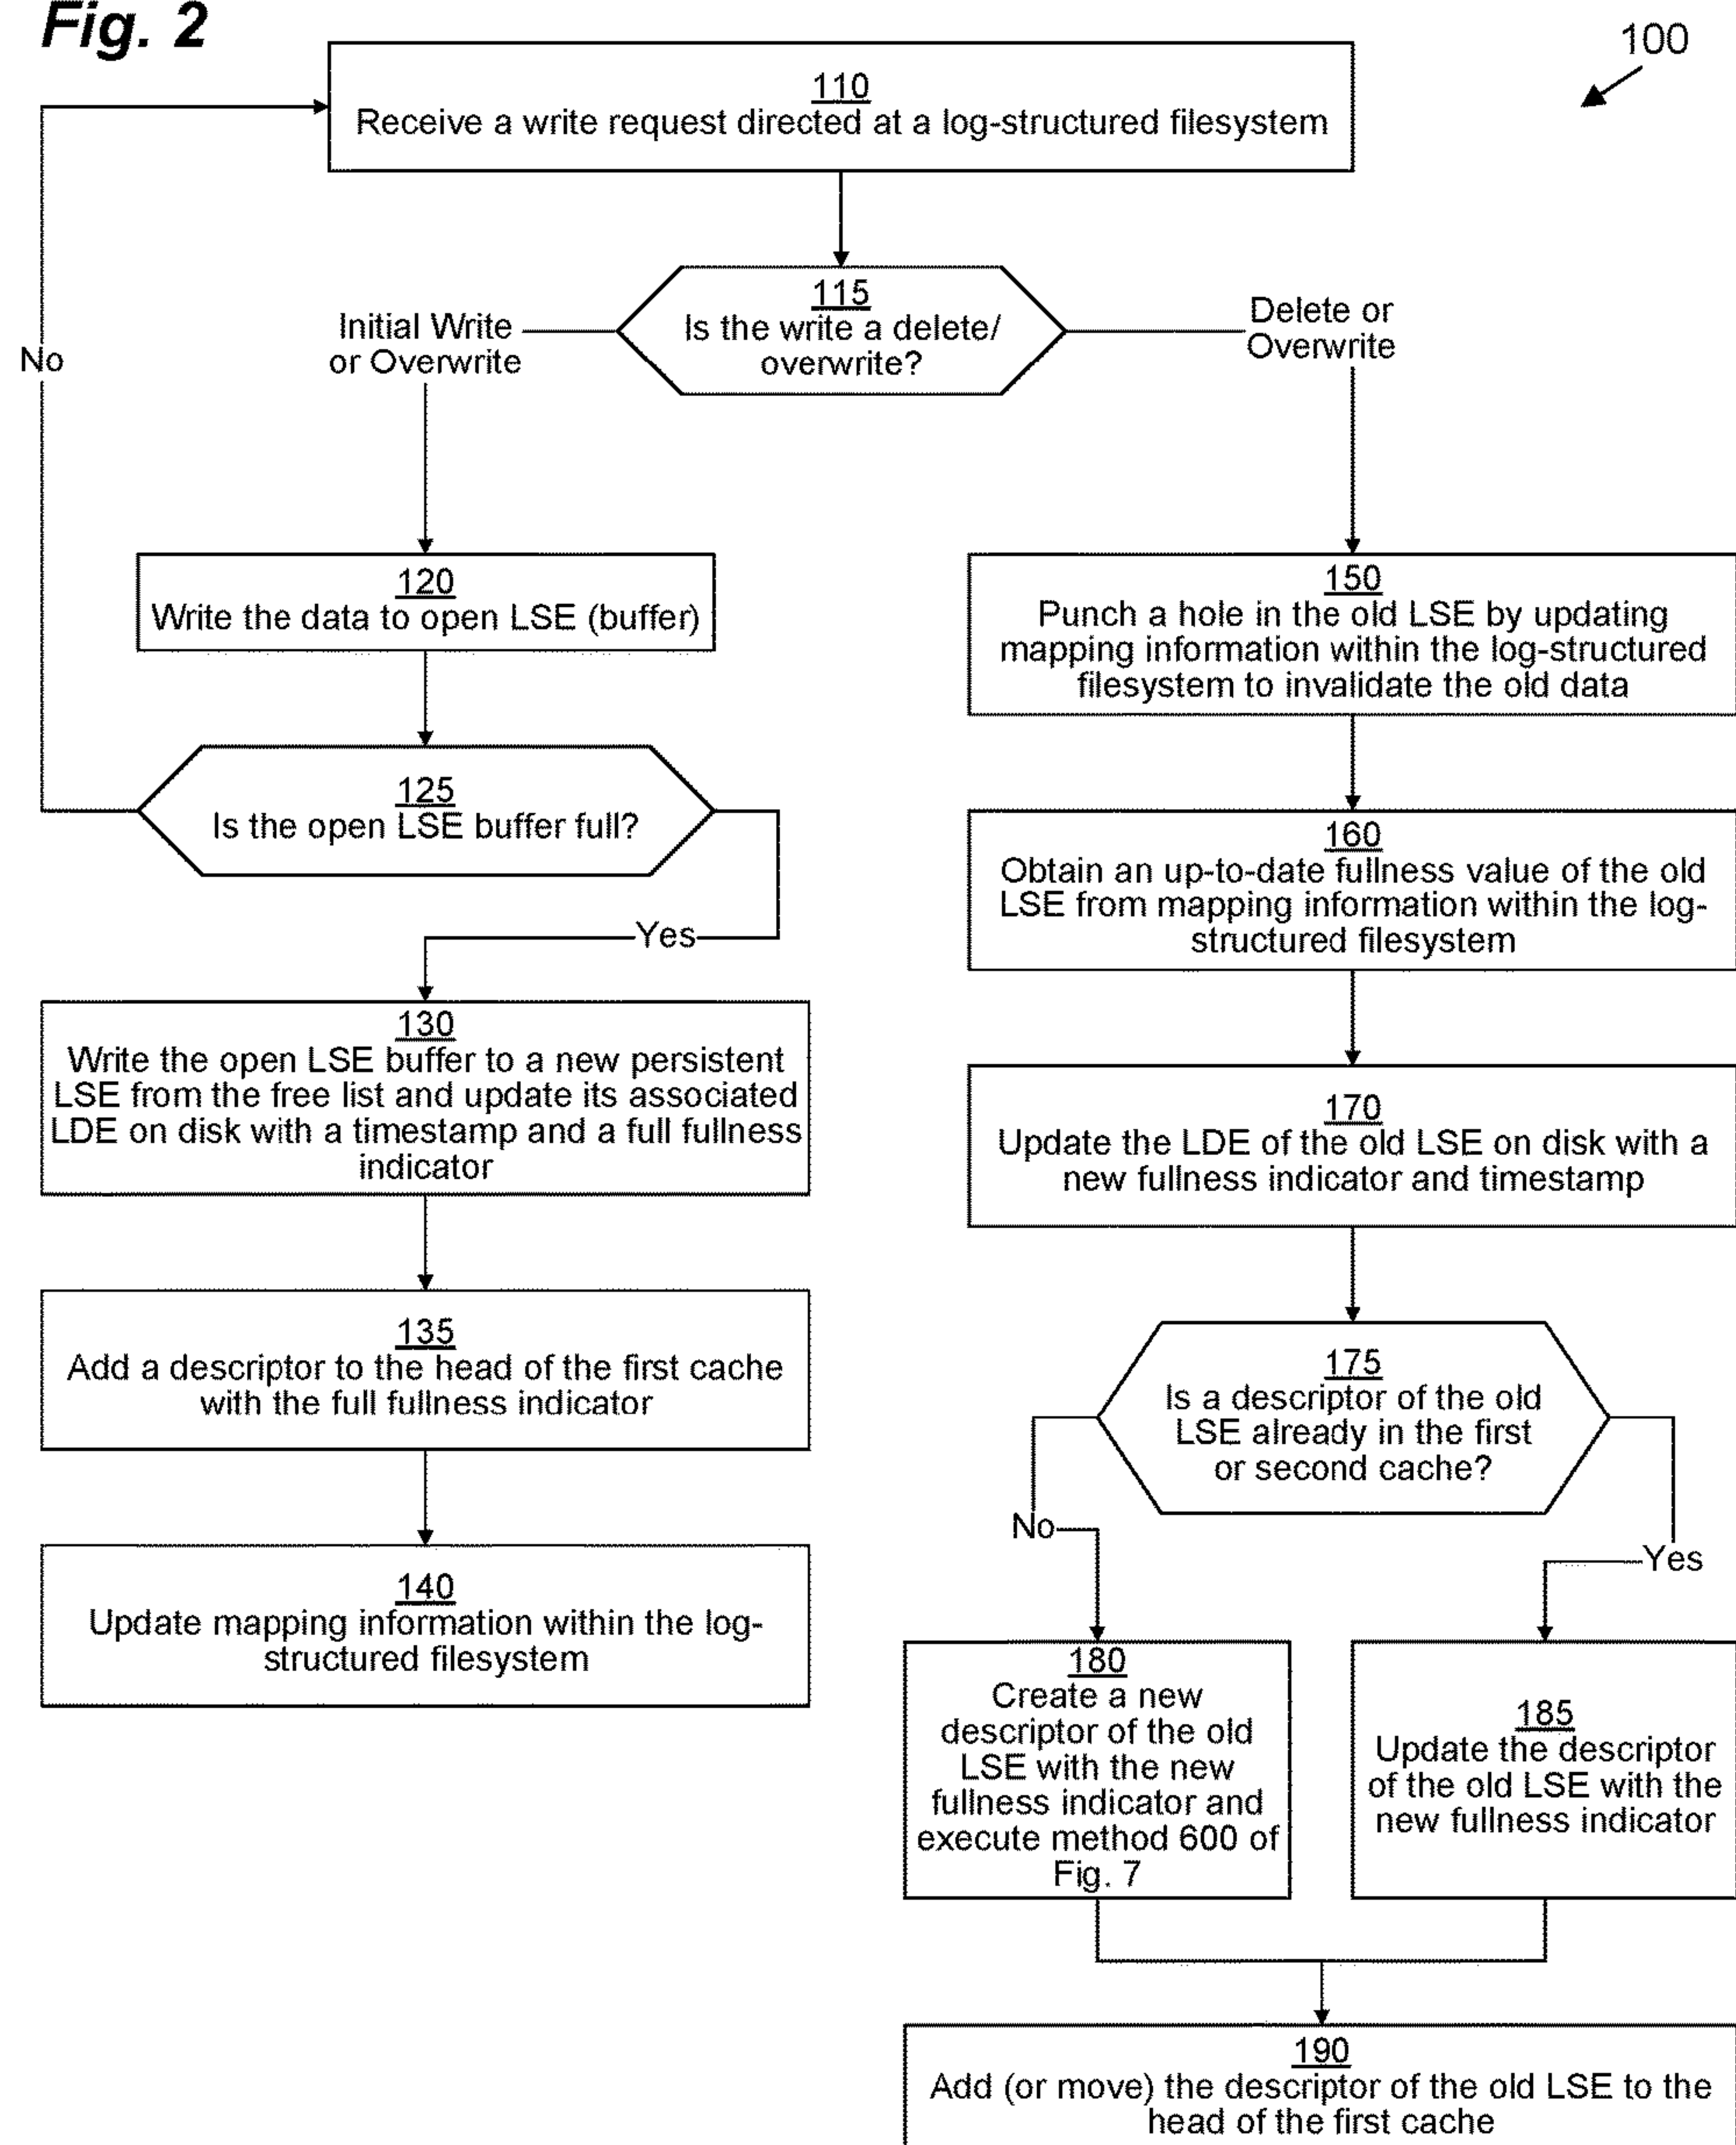 Fig. 2
100
110
Receive a write request directed at a log-structured filesystem
115
Is the write a delete/
overwrite?
Initial Write
or Overwrite
Delete or
Overwrite
No
120
Write the data to open LSE (buffer)
125
Is the open LSE buffer full?
Yes
130
Write the open LSE buffer to a new persistent
LSE from the free list and update its associated
LDE on disk with a timestamp and a full fullness
indicator
135
Add a descriptor to the head of the first cache
with the full fullness indicator
140
Update mapping information within the log-
structured filesystem
150
Punch a hole in the old LSE by updating
mapping information within the log-structured
filesystem to invalidate the old data
160
Obtain an up-to-date fullness value of the old
LSE from mapping information within the log-
structured filesystem
170
Update the LDE of the old LSE on disk with a
new fullness indicator and timestamp
175
Is a descriptor of the old
LSE already in the first
or second cache?
No
Yes
180
Create a new
descriptor of the old
LSE with the new
fullness indicator and
execute method 600 of
Fig. 7
185
Update the descriptor
of the old LSE with the
new fullness indicator
190
Add (or move) the descriptor of the old LSE to the
head of the first cache